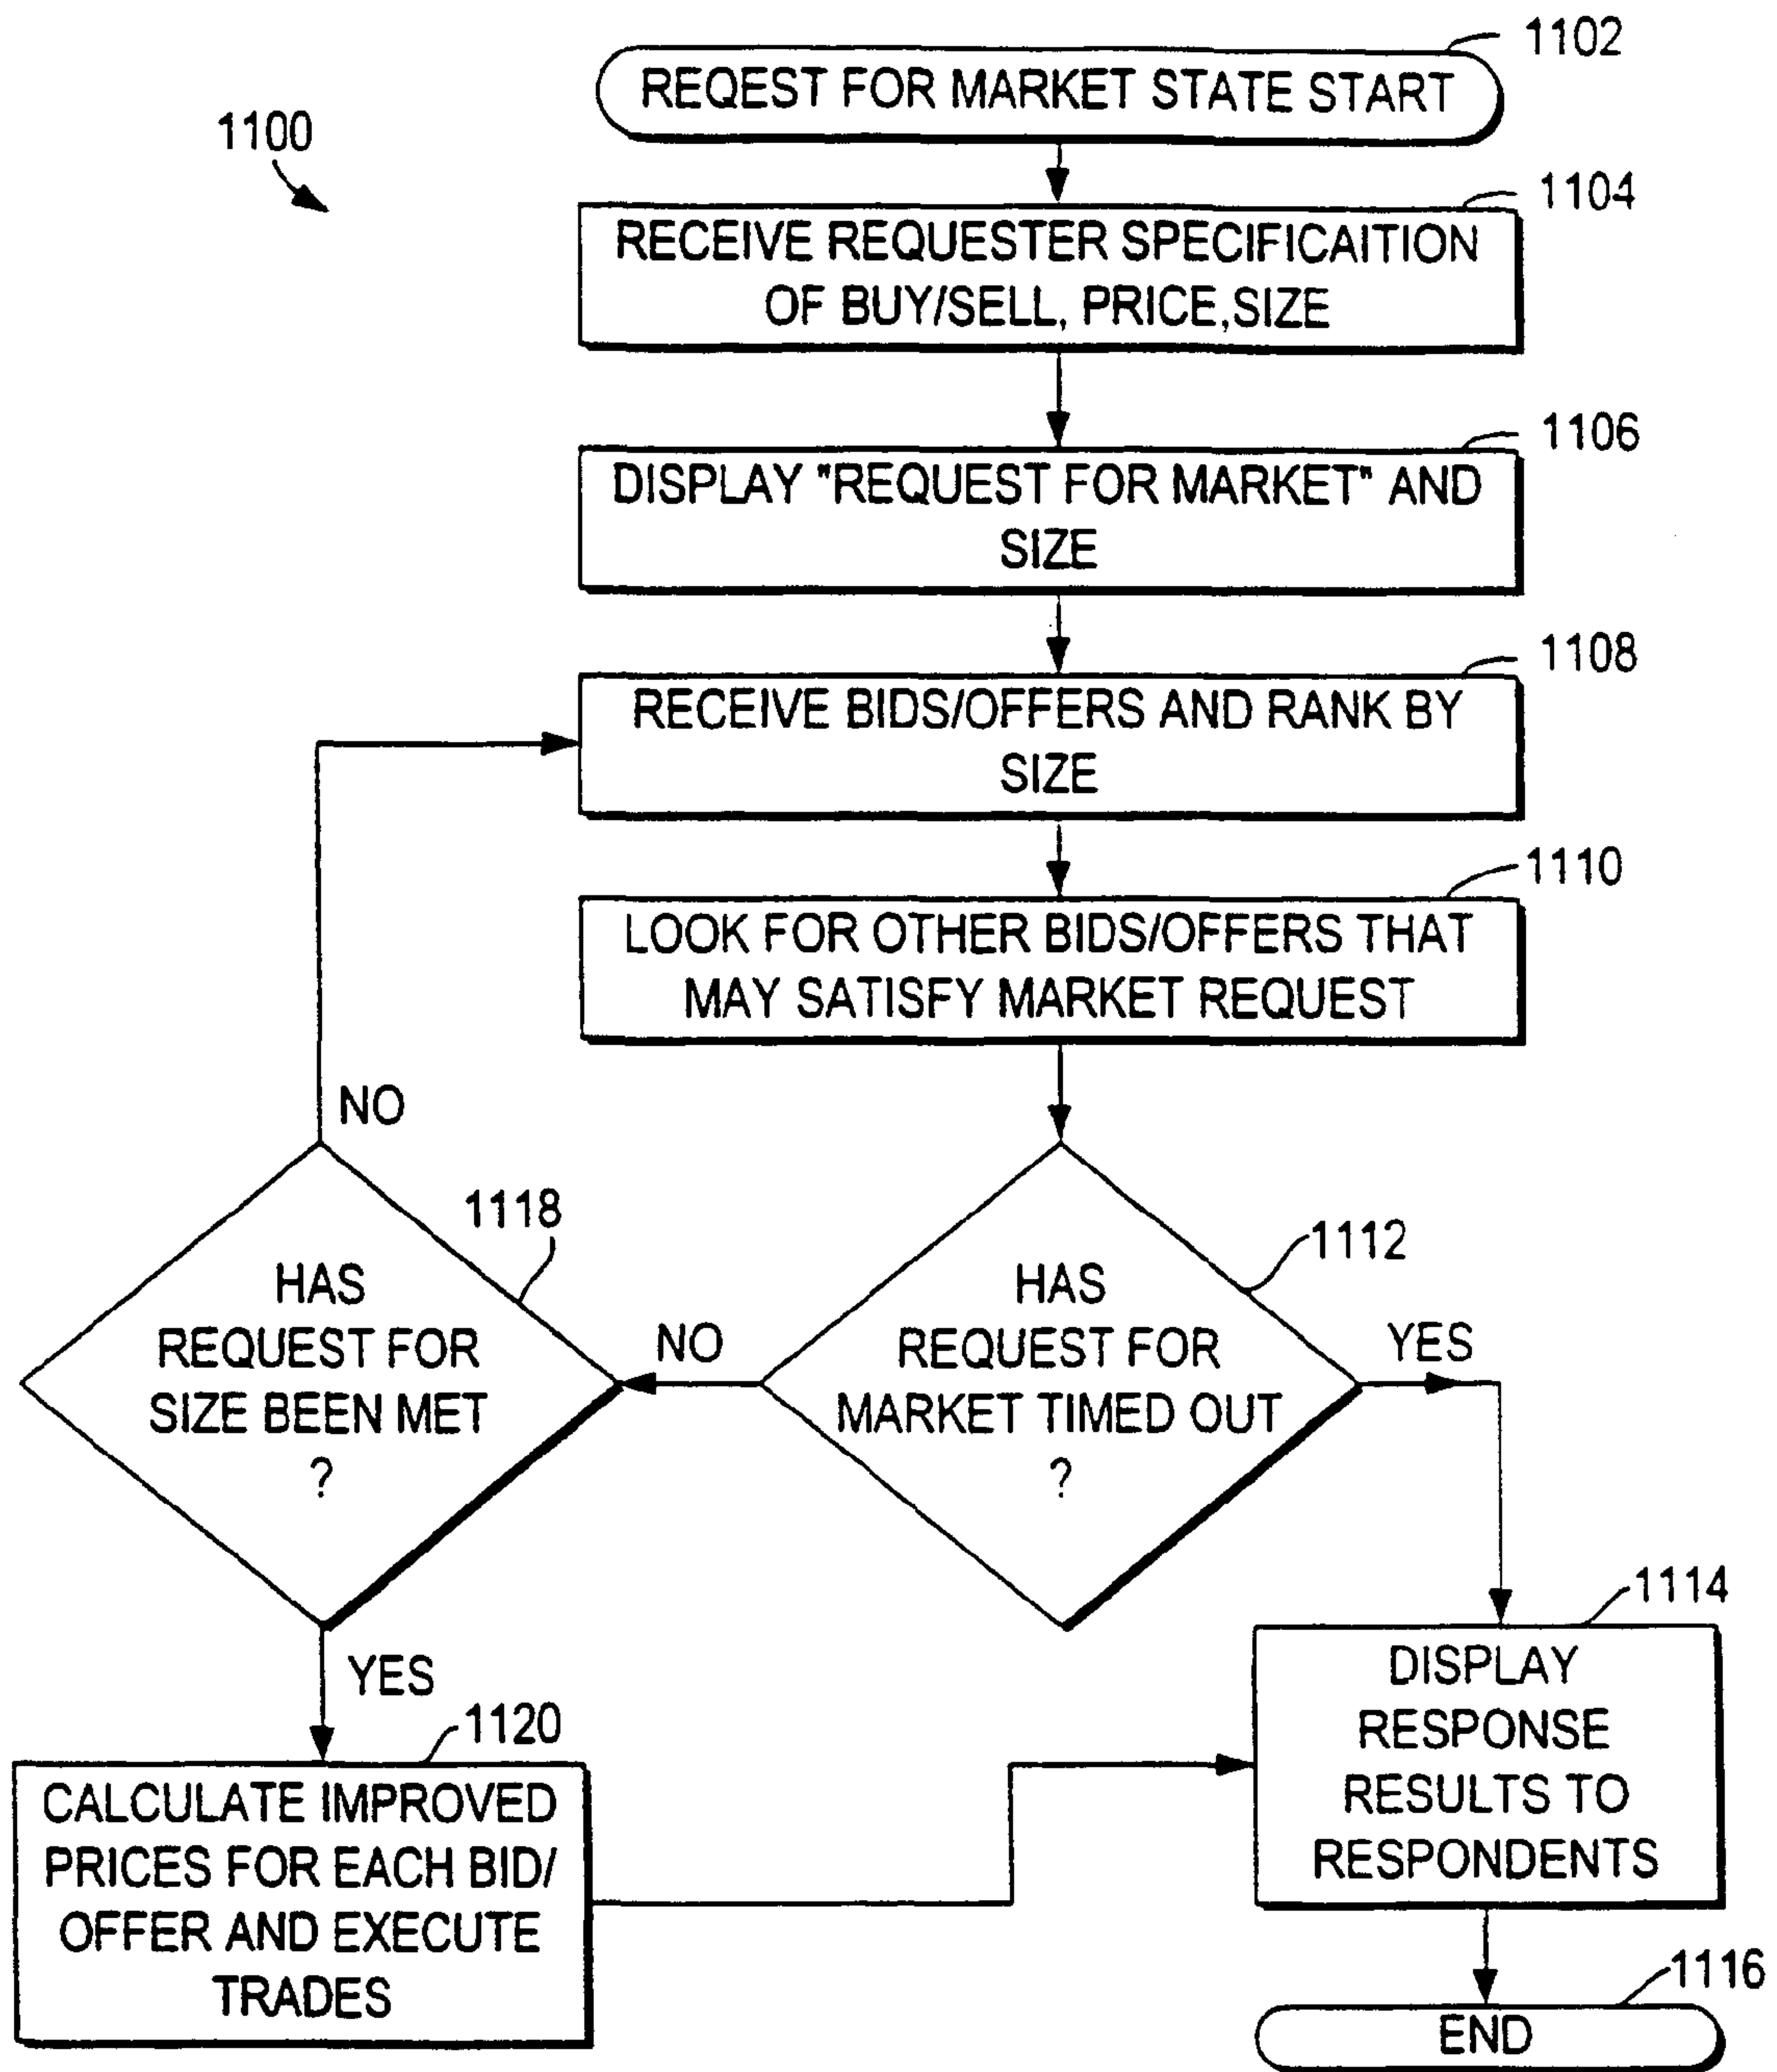 1102
REQEST FOR MARKET STATE START
1100
1104
RECEIVE REQUESTER SPECIFICAITION
OF BUY/SELL, PRICE,SIZE
1106
DISPLAY "REQUEST FOR MARKET" AND
SIZE
1108
RECEIVE BIDS/OFFERS AND RANK BY
SIZE
1110
LOOK FOR OTHER BIDS/OFFERS THAT
MAY SATISFY MARKET REQUEST
NO
1118
HAS
REQUEST FOR
SIZE BEEN MET
?
NO
1112
HAS
REQUEST FOR
MARKET TIMED OUT
?
YES
YES
1120
CALCULATE IMPROVED
PRICES FOR EACH BID/
OFFER AND EXECUTE
TRADES
1114
DISPLAY
RESPONSE
RESULTS TO
RESPONDENTS
1116
END